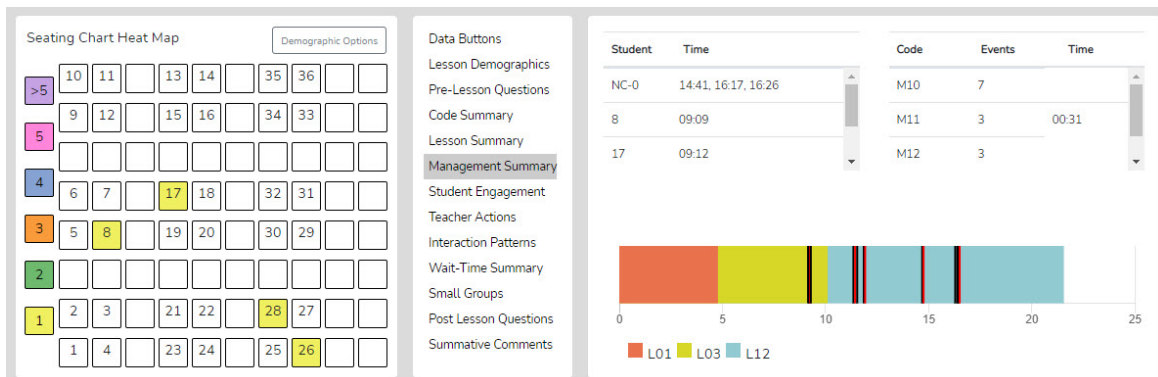 Seating Chart Heat Map
Demographic Options
>5
5
4
3
2
1
10 11 13 14 35 36
9 12 15 16 34 33
6 7 17 18 32 31
5 8 19 20 30 29
2 3 21 22 28 27
1 4 23 24 25 26
Data Buttons
Lesson Demographics
Pre-Lesson Questions
Code Summary
Lesson Summary
Management Summary
Student Engagement
Teacher Actions
Interaction Patterns
Wait-Time Summary
Small Groups
Post Lesson Questions
Summative Comments
Student Time
NC-0 14:41, 16:17, 16:26
8 09:09
17 09:12
Code Events Time
M10 7
M11 3 00:31
M12 3
0 5 10 15 20 25
L01 L03 L12